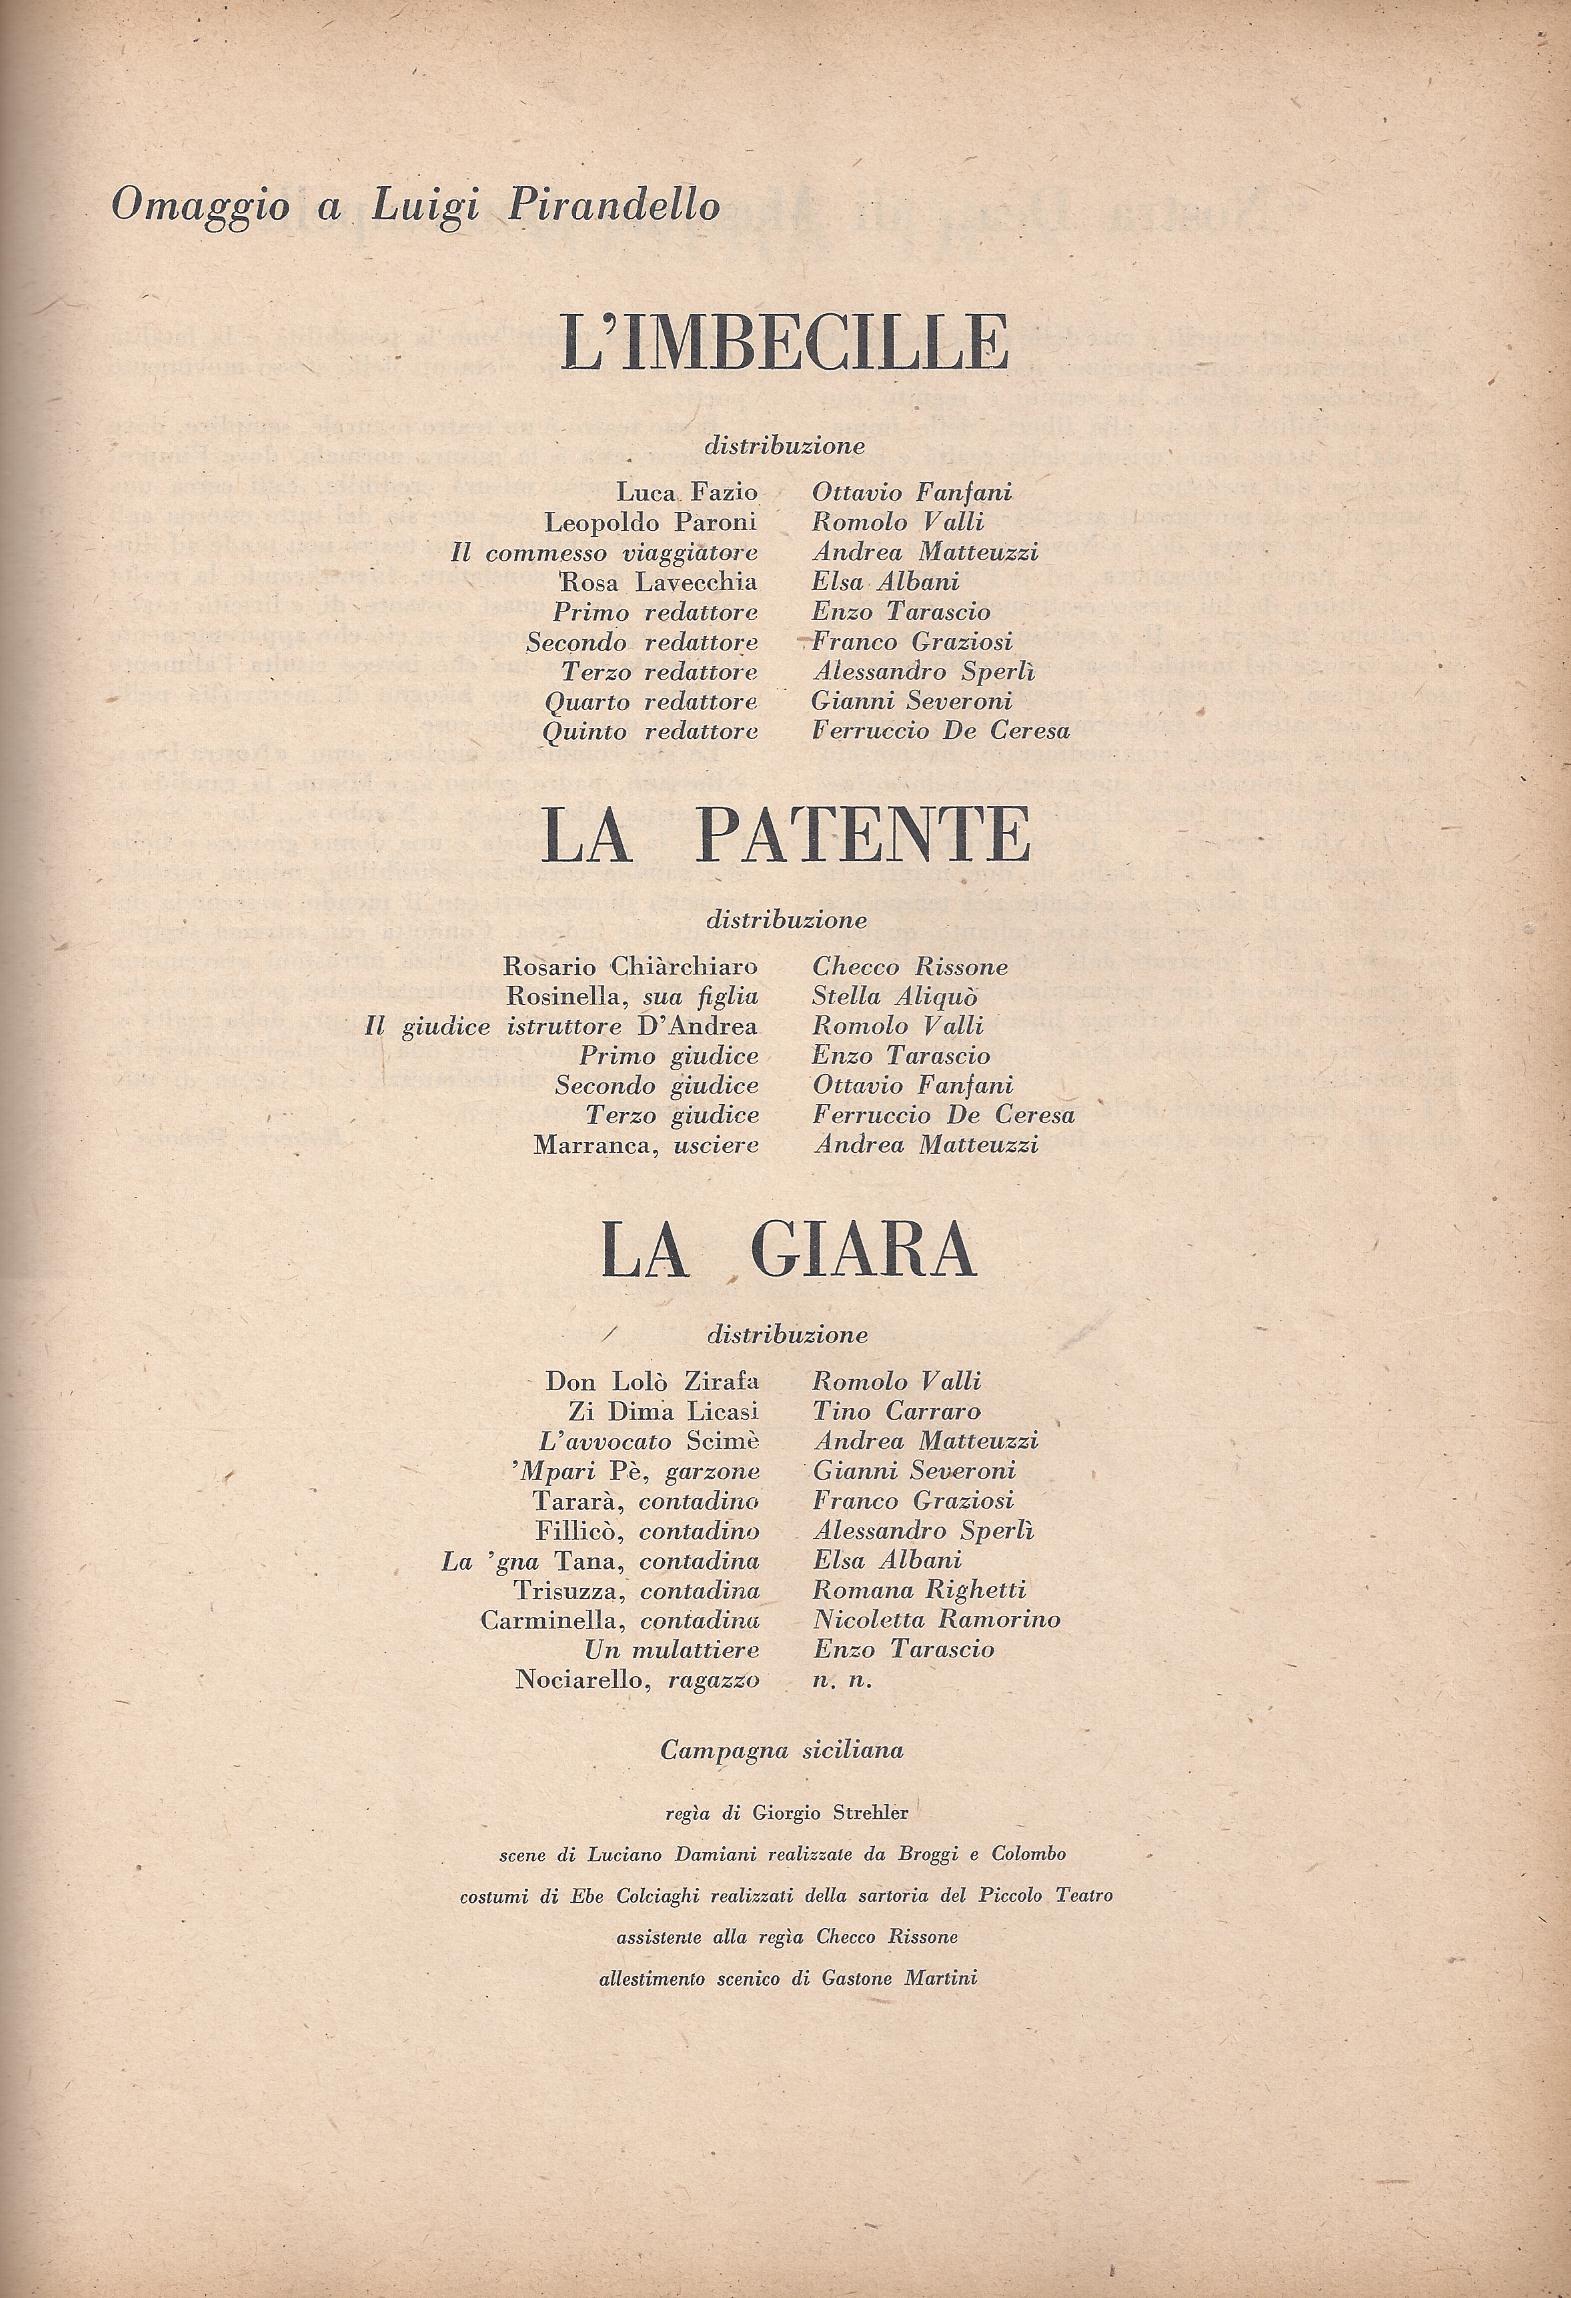 Omaggio a Luigi Pirandello
L'IMBECILLE
distribuzione
Luca Fazio Ottavio Fanfani
Leopoldo Paroni Romolo Valli
Il commesso viaggiatore Andrea Matteuzzi
Rosa Lavecchia Elsa Albani
Primo redattore Enzo Tarascio
Secondo redattore Franco Graziosi
Terzo redattore Alessandro Sperlì
Quarto redattore Gianni Severoni
Quinto redattore Ferruccio De Ceresa
LA PATENTE
distribuzione
Rosario Chiàrchiaro Checco Rissone
Rosinella, sua figlia Stella Aliquò
Il giudice istruttore D'Andrea Romolo Valli
Primo giudice Enzo Tarascio
Secondo giudice Ottavio Fanfani
Terzo giudice Ferruccio De Ceresa
Marranca, usciere Andrea Matteuzzi
LA GIARA
distribuzione
Don Lolò Zirafa Romolo Valli
Zi Dima Licasi Tino Carraro
L'avvocato Scimè Andrea Matteuzzi
'Mpari Pè, garzone Gianni Severoni
Tararà, contadino Franco Graziosi
Fillicò, contadino Alessandro Sperlì
La 'gna Tana, contadina Elsa Albani
Trisuzza, contadina Romana Righetti
Carminella, contadina Nicoletta Ramorino
Un mulattiere Enzo Tarascio
Nociarello, ragazzo n. n.
Campagna siciliana
regìa di Giorgio Strehler
scene di Luciano Damiani realizzate da Broggi e Colombo
costumi di Ebe Colciaghi realizzati della sartoria del Piccolo Teatro
assistente alla regìa Checco Rissone
allestimento scenico di Gastone Martini